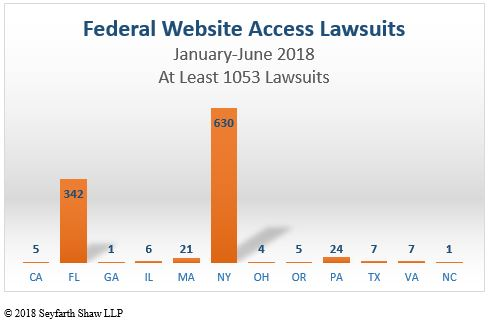 Federal Website Access Lawsuits
January-June 2018
At Least 1053 Lawsuits
5 342 1 6 21 630 4 5 24 7 7 1
CA FL GA IL MA NY OH OR PA TX VA NC
© 2018 Seyfarth Shaw LLP